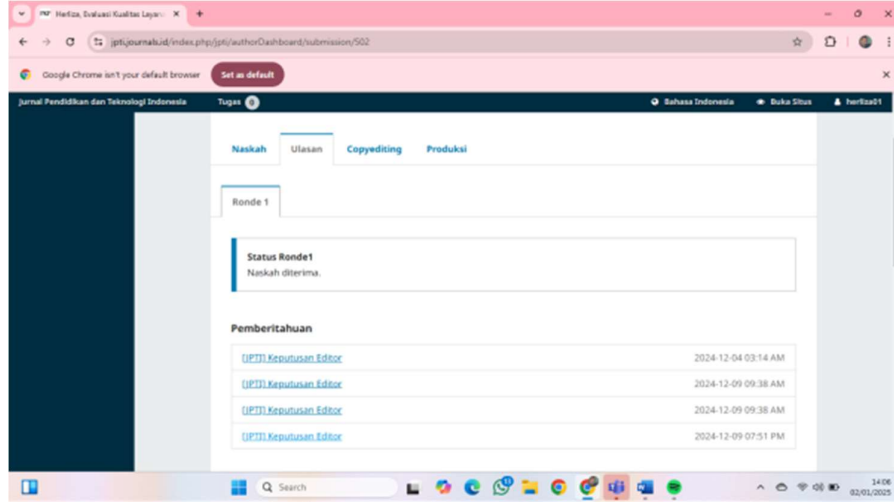 Herliza, Evaluasi Kualitas Layan
jpti.journals.id/index.php/jpti/authorDashboard/submission/502
Google Chrome isn't your default browser
Set as default
Jurnal Pendidikan dan Teknologi Indonesia Tugas 0 Bahasa Indonesia Buka Situs herliza01
Naskah Ulasan Copyediting Produksi
Ronde 1
Status Ronde1
Naskah diterima.
Pemberitahuan
[JPTI] Keputusan Editor 2024-12-04 03:14 AM
[JPTI] Keputusan Editor 2024-12-09 09:38 AM
[JPTI] Keputusan Editor 2024-12-09 09:38 AM
[JPTI] Keputusan Editor 2024-12-09 07:51 PM
Search
14:06
02/01/2025